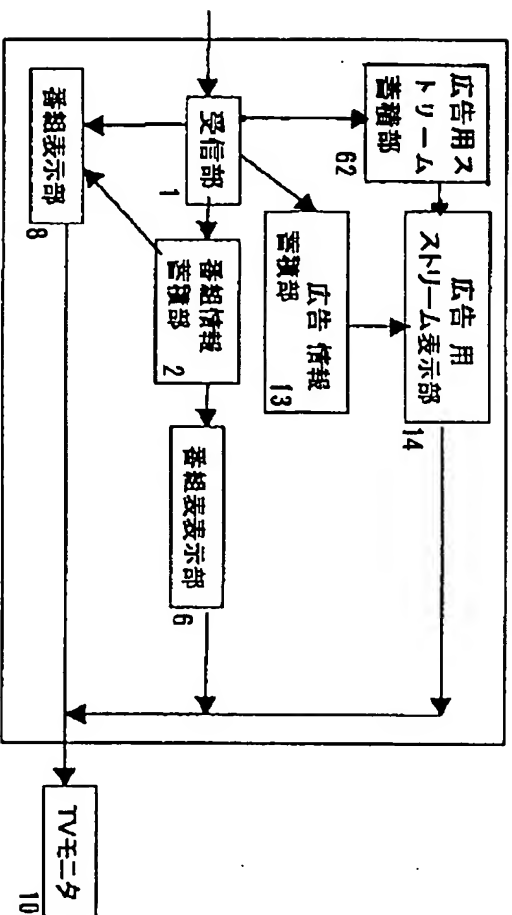 広告用ス
トリーム
蓄積部
62
広告 用
ストリーム表示部
14
広告 情報
蓄積部
13
受信部
1
番組情報
蓄積部
2
番組表表示部
6
番組表示部
8
TVモニタ
10